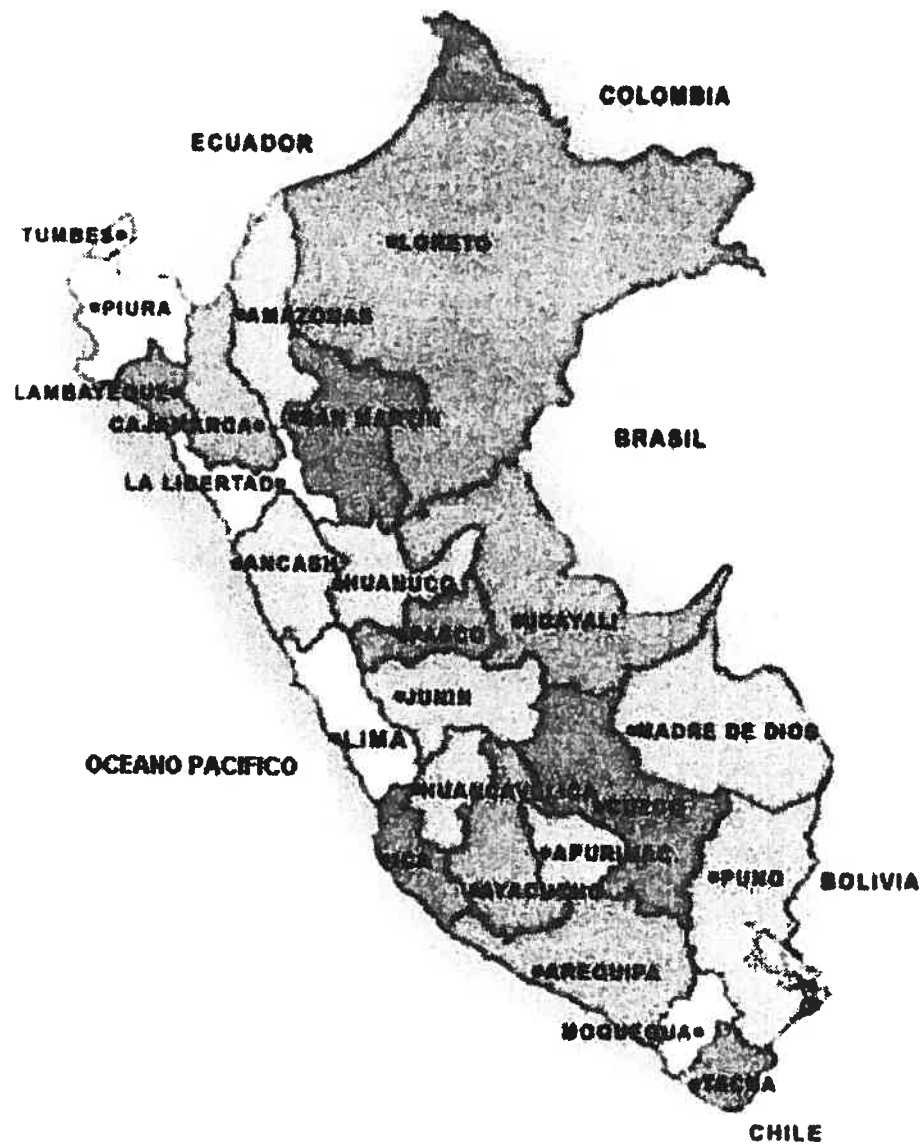 COLOMBIA
ECUADOR
TUMBES
LORETO
PIURA
AMAZONAS
LAMBAYEQUE
SAN MARTIN
CAJAMARCA
BRASIL
LA LIBERTAD
ANCASH
HUANUCO
UCAYALI
PASCO
JUNIN
MADRE DE DIOS
LIMA
OCEANO PACIFICO
HUANCAVELICA
CUZCO
ICA
APURIMAC
PUNO
BOLIVIA
AYACUCHO
AREQUIPA
MOQUEGUA
TACNA
CHILE